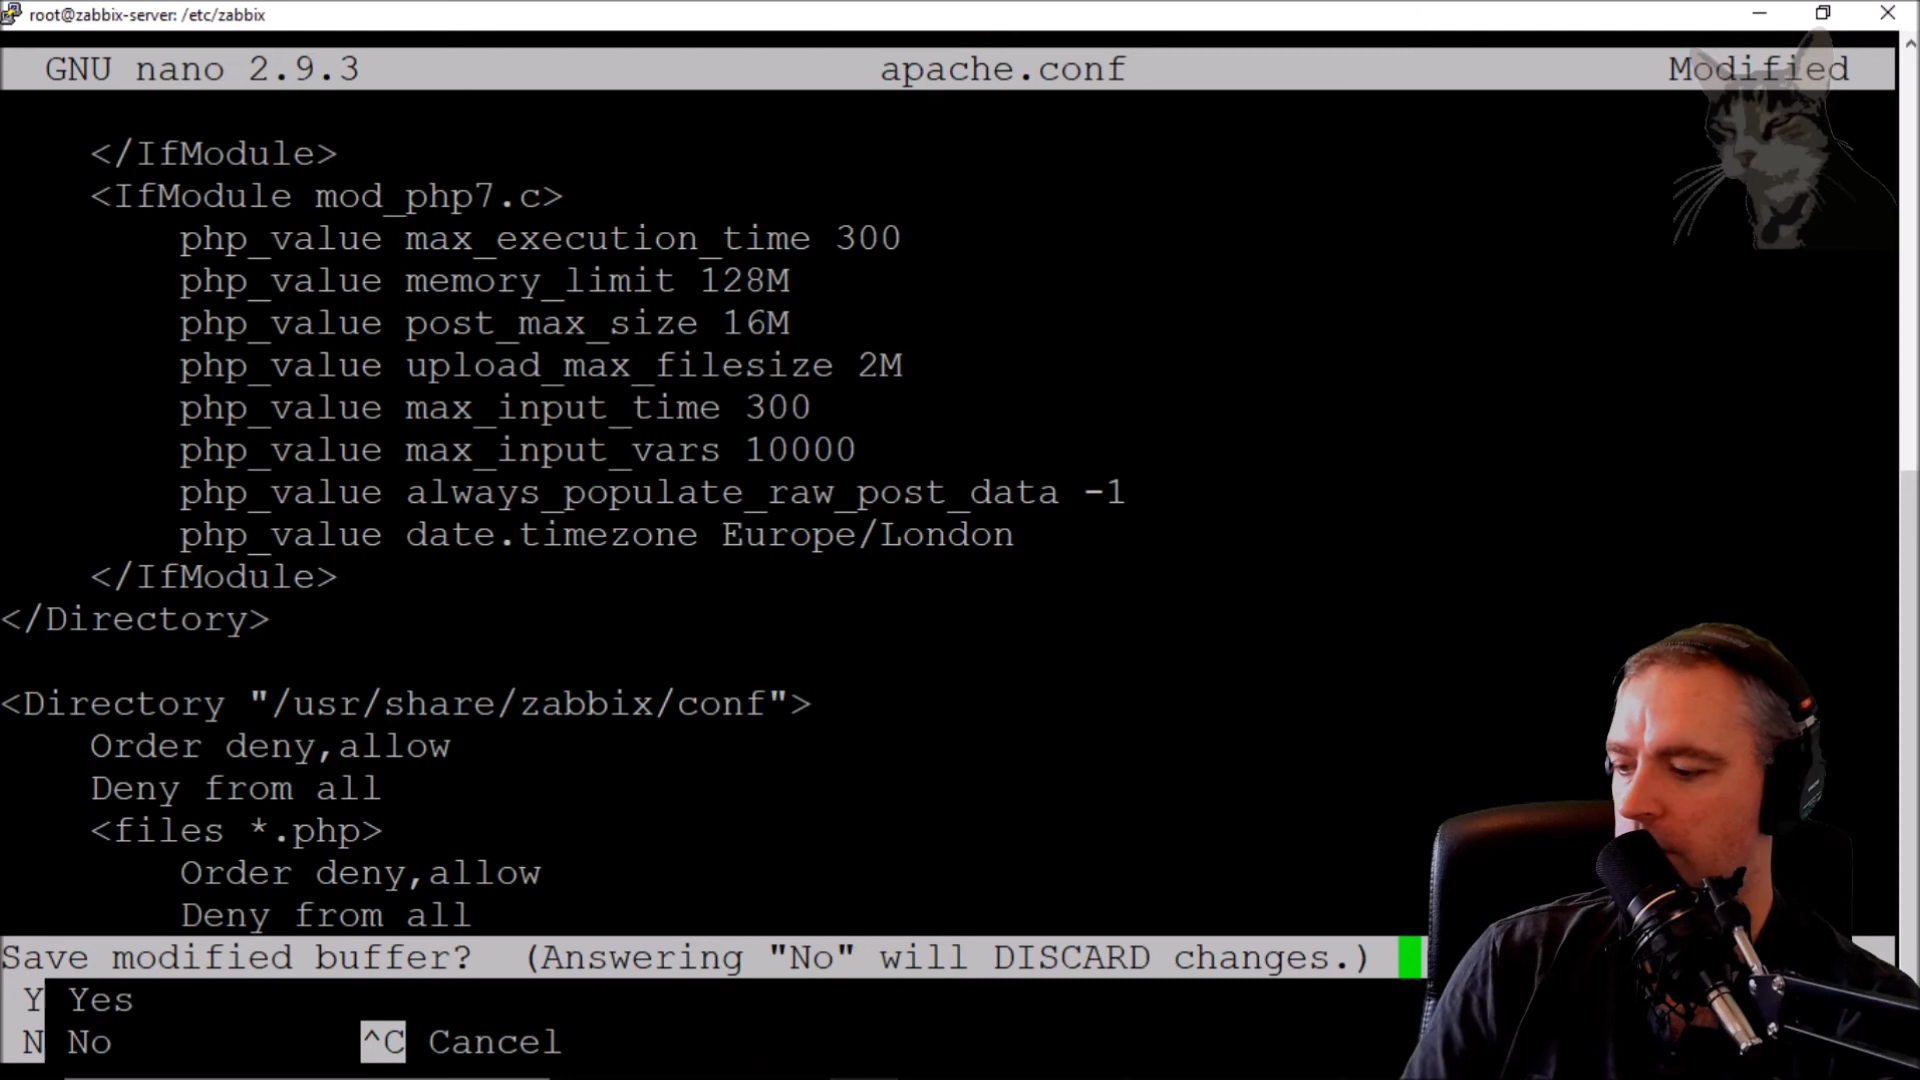 root@zabbix-server: /etc/zabbix
GNU nano 2.9.3 apache.conf Modified
</IfModule>
<IfModule mod_php7.c>
php_value max_execution_time 300
php_value memory_limit 128M
php_value post_max_size 16M
php_value upload_max_filesize 2M
php_value max_input_time 300
php_value max_input_vars 10000
php_value always_populate_raw_post_data -1
php_value date.timezone Europe/London
</IfModule>
</Directory>
<Directory "/usr/share/zabbix/conf">
Order deny,allow
Deny from all
<files *.php>
Order deny,allow
Deny from all
Save modified buffer? (Answering "No" will DISCARD changes.)
Y Yes
N No ^C Cancel